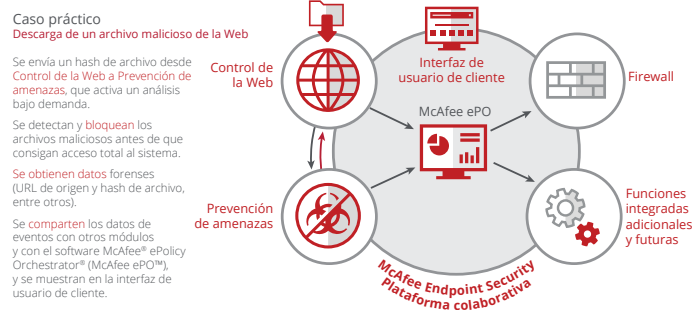 Caso práctico
Descarga de un archivo malicioso de la Web
Se envía un hash de archivo desde
Control de la Web a Prevención de
amenazas, que activa un análisis
bajo demanda.
Se detectan y bloquean los
archivos maliciosos antes de que
consigan acceso total al sistema.
Se obtienen datos forenses
(URL de origen y hash de archivo,
entre otros).
Se comparten los datos de
eventos con otros módulos
y con el software McAfee® ePolicy
Orchestrator® (McAfee ePO™),
y se muestran en la interfaz de
usuario de cliente.
Control de
la Web
Interfaz de
usuario de cliente
Firewall
McAfee ePO
Prevención
de amenazas
Funciones
integradas
adicionales
y futuras
McAfee Endpoint Security
Plataforma colaborativa